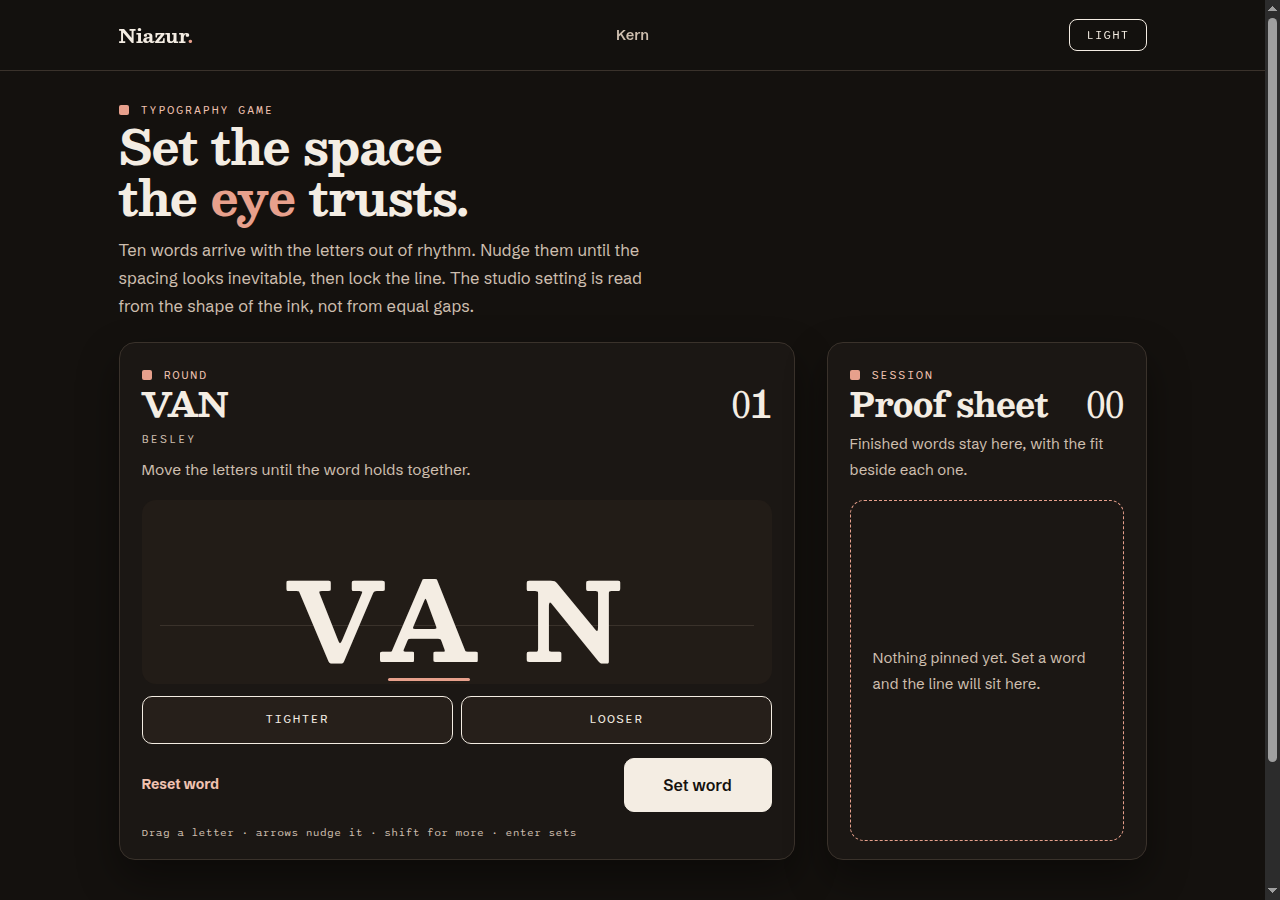 Niazur.
Kern
LIGHT
TYPOGRAPHY GAME
Set the space
the eye trusts.
Ten words arrive with the letters out of rhythm. Nudge them until the
spacing looks inevitable, then lock the line. The studio setting is read
from the shape of the ink, not from equal gaps.
ROUND
VAN
01
BESLEY
Move the letters until the word holds together.
VA N
TIGHTER
LOOSER
Reset word
Set word
Drag a letter · arrows nudge it · shift for more · enter sets
SESSION
Proof sheet
00
Finished words stay here, with the fit
beside each one.
Nothing pinned yet. Set a word
and the line will sit here.